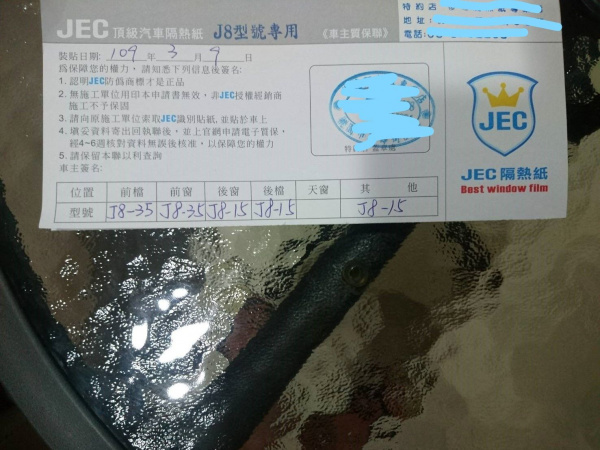 JEC 頂級汽車隔熱紙 J8型號專用 《車主質保聯》
特約店
地址:
電話:
裝貼日期: 109 年 3 月 9 日
為保障您的權力，請知悉下列信息後簽名:
1. 認明JEC防偽商標才是正品
2. 無施工單位用印本申請書無效，非JEC授權經銷商
施工不予保固
3. 請向原施工單位索取JEC識別貼紙，並貼於車上
4. 填妥資料寄出回執聯後，並上官網申請電子質保，
經4~6週核對資料無誤後核准，以保障您的權力
5. 請保留本聯以利查詢
車主簽名:
位置 前檔 前窗 後窗 後檔 天窗 其他
型號 J8-35 J8-35 J8-15 J8-15 J8-15
JEC
JEC 隔熱紙
Best window film